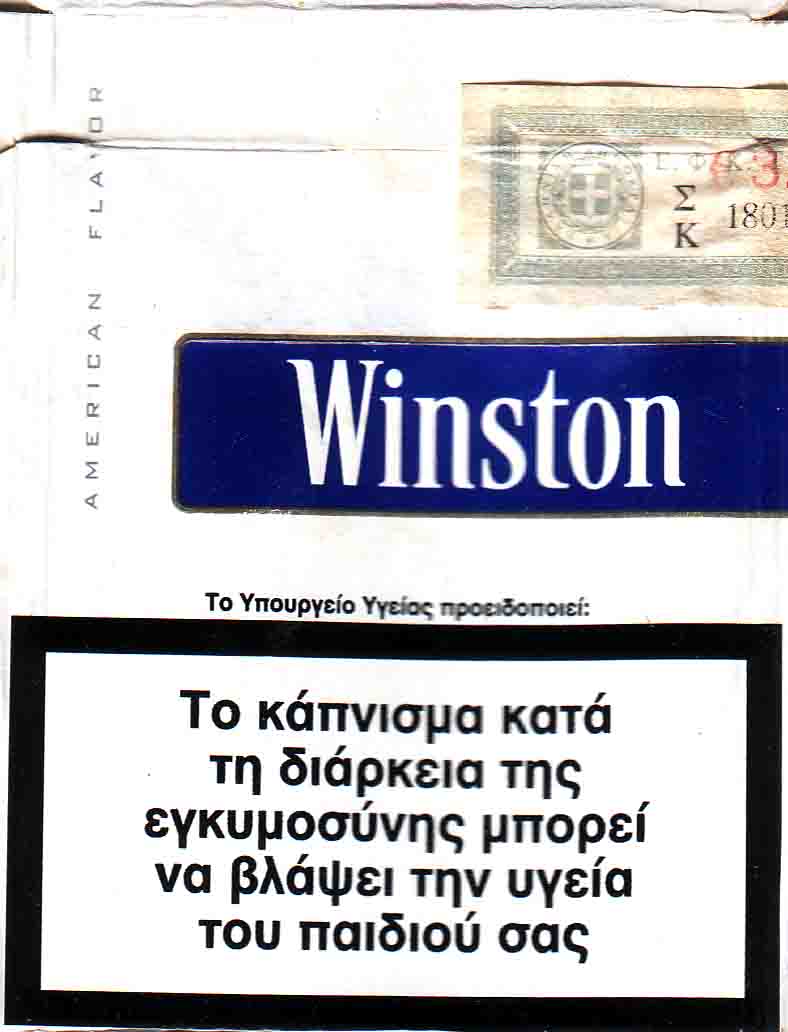 AMERICAN FLAVOR
Σ
Κ
1801
Winston
Το Υπουργείο Υγείας προειδοποιεί:
Το κάπνισμα κατά
τη διάρκεια της
εγκυμοσύνης μπορεί
να βλάψει την υγεία
του παιδιού σας